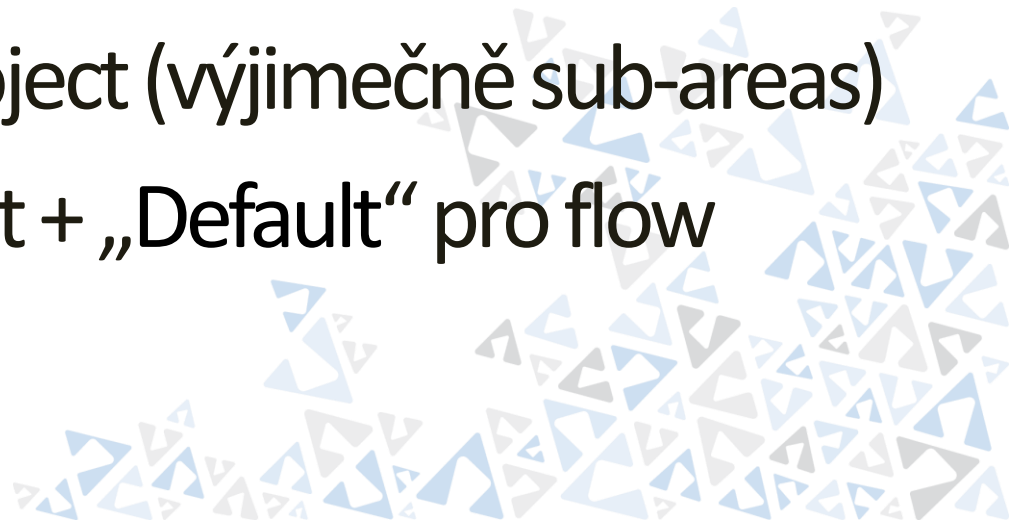 ject (výjimečně sub-areas)
t + „Default“ pro flow